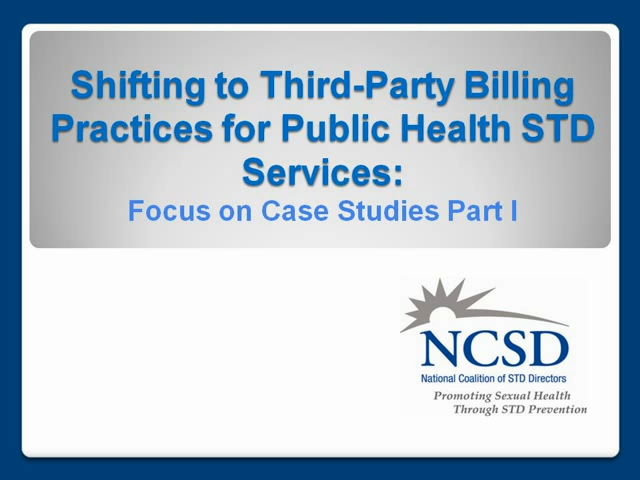 Shifting to Third-Party Billing
Practices for Public Health STD
Services:
Focus on Case Studies Part I
NCSD
National Coalition of STD Directors
Promoting Sexual Health
Through STD Prevention